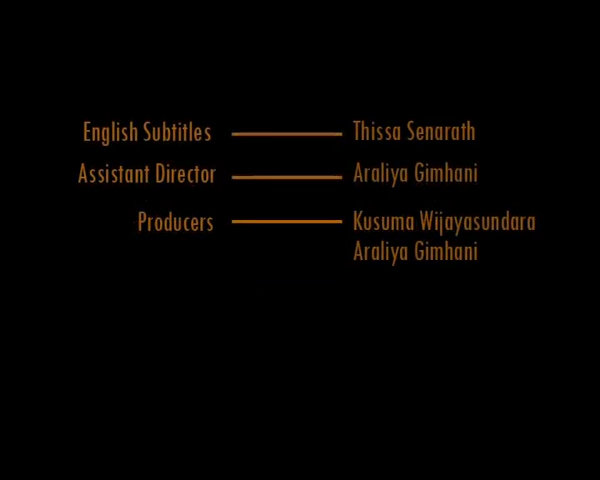 English Subtitles Thissa Senarath
Assistant Director Araliya Gimhani
Producers Kusuma Wijayasundara
Araliya Gimhani